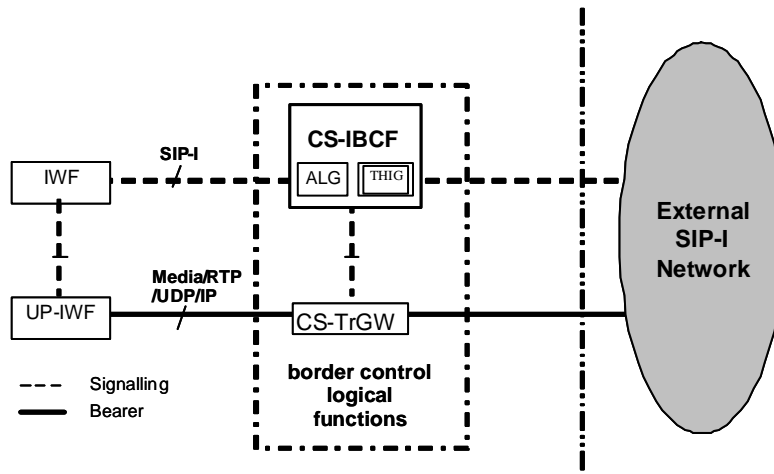 CS-IBCF
SIP-I
IWF
ALG
THIG
External
SIP-I
Network
Media/RTP
/UDP/IP
UP-IWF
CS-TrGW
border control
logical
functions
Signalling
Bearer